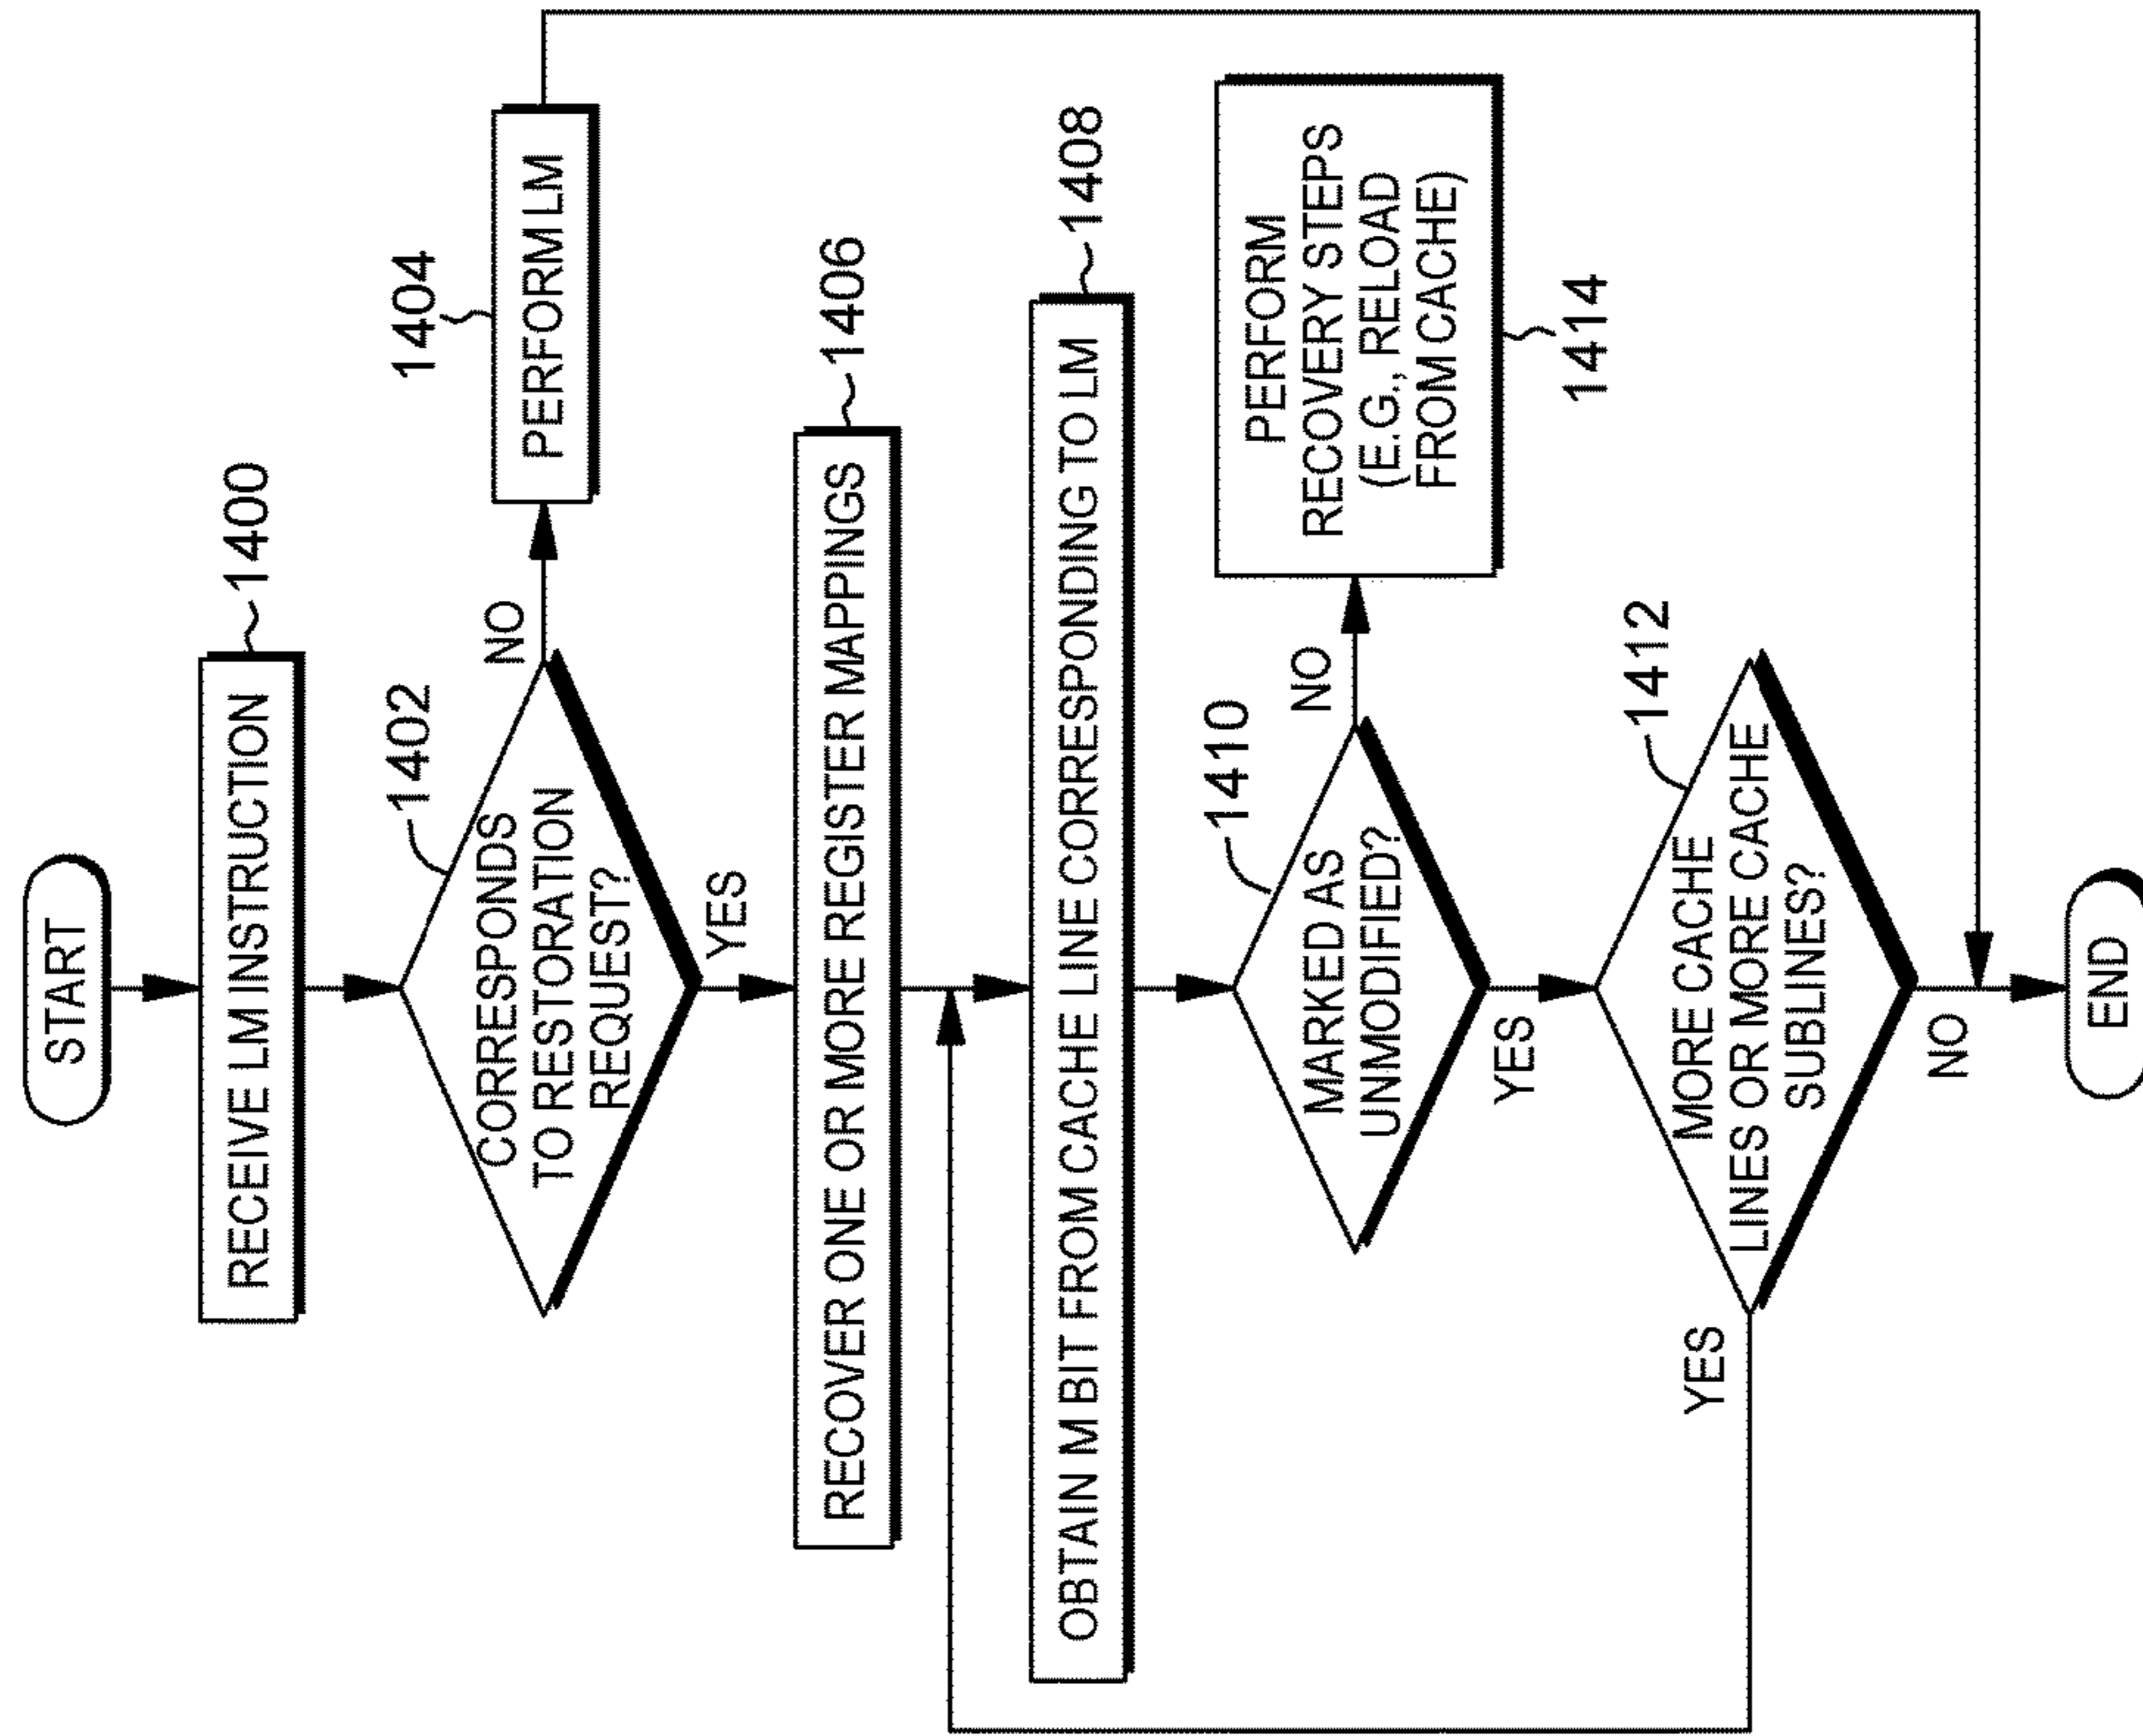 START
RECEIVE LM INSTRUCTION
1400
CORRESPONDS
TO RESTORATION
REQUEST?
1402
NO
PERFORM LM
1404
YES
RECOVER ONE OR MORE REGISTER MAPPINGS
1406
OBTAIN M BIT FROM CACHE LINE CORRESPONDING TO LM
1408
MARKED AS
UNMODIFIED?
1410
NO
PERFORM
RECOVERY STEPS
(E.G., RELOAD
FROM CACHE)
1414
YES
MORE CACHE
LINES OR MORE CACHE
SUBLINES?
1412
YES
NO
END